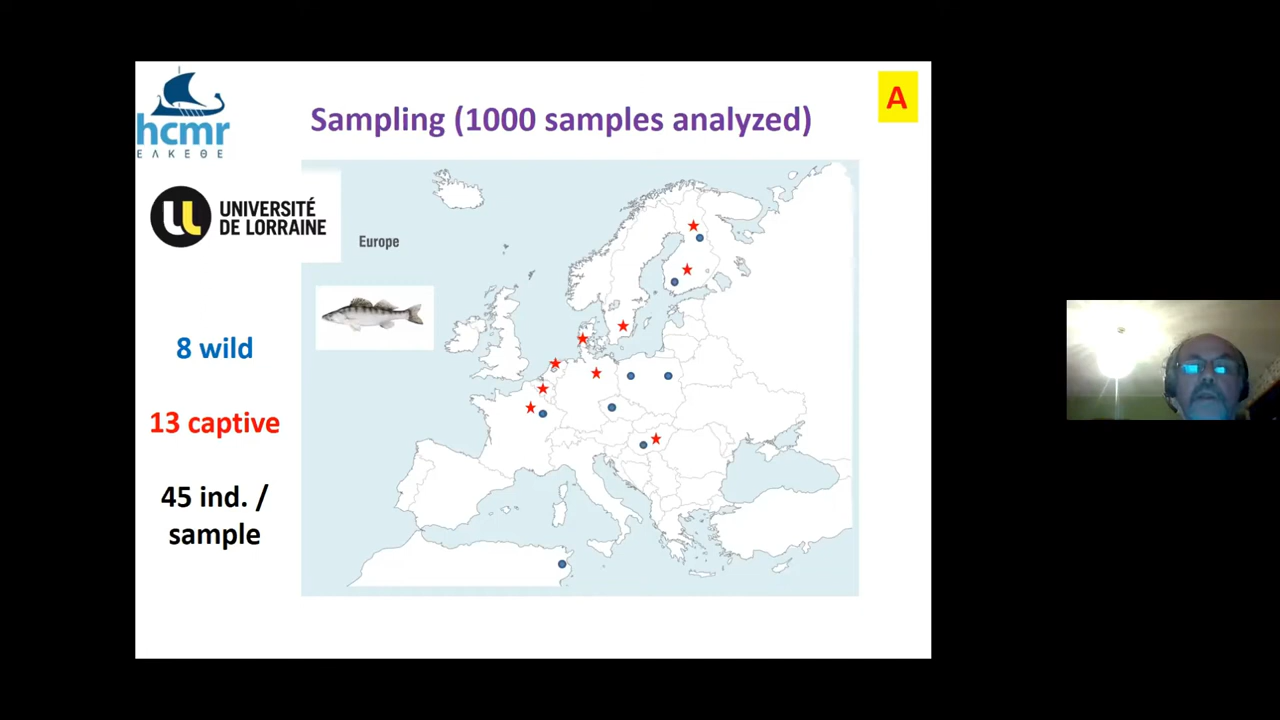 hcmr
ΕΛΚΕΘΕ
Sampling (1000 samples analyzed)
A
UNIVERSITÉ
DE LORRAINE
Europe
8 wild
13 captive
45 ind. /
sample